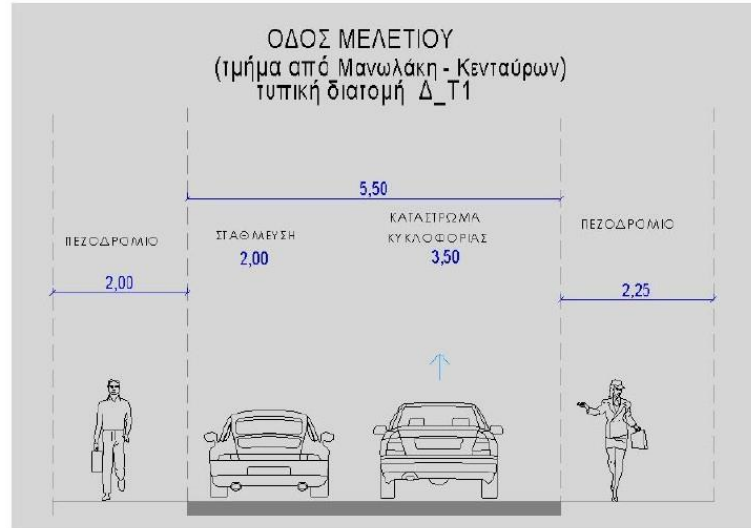 ΟΔΟΣ ΜΕΛΕΤΙΟΥ
(τμήμα από Μανωλάκη - Κενταύρων)
τυπική διατομή Δ_Τ1
5,50
ΠΕΖΟΔΡΟΜΙΟ
2,00
ΣΤΑΘΜΕΥΣΗ
2,00
ΚΑΤΑΣΤΡΩΜΑ
ΚΥΚΛΟΦΟΡΙΑΣ
3,50
ΠΕΖΟΔΡΟΜΙΟ
2,25